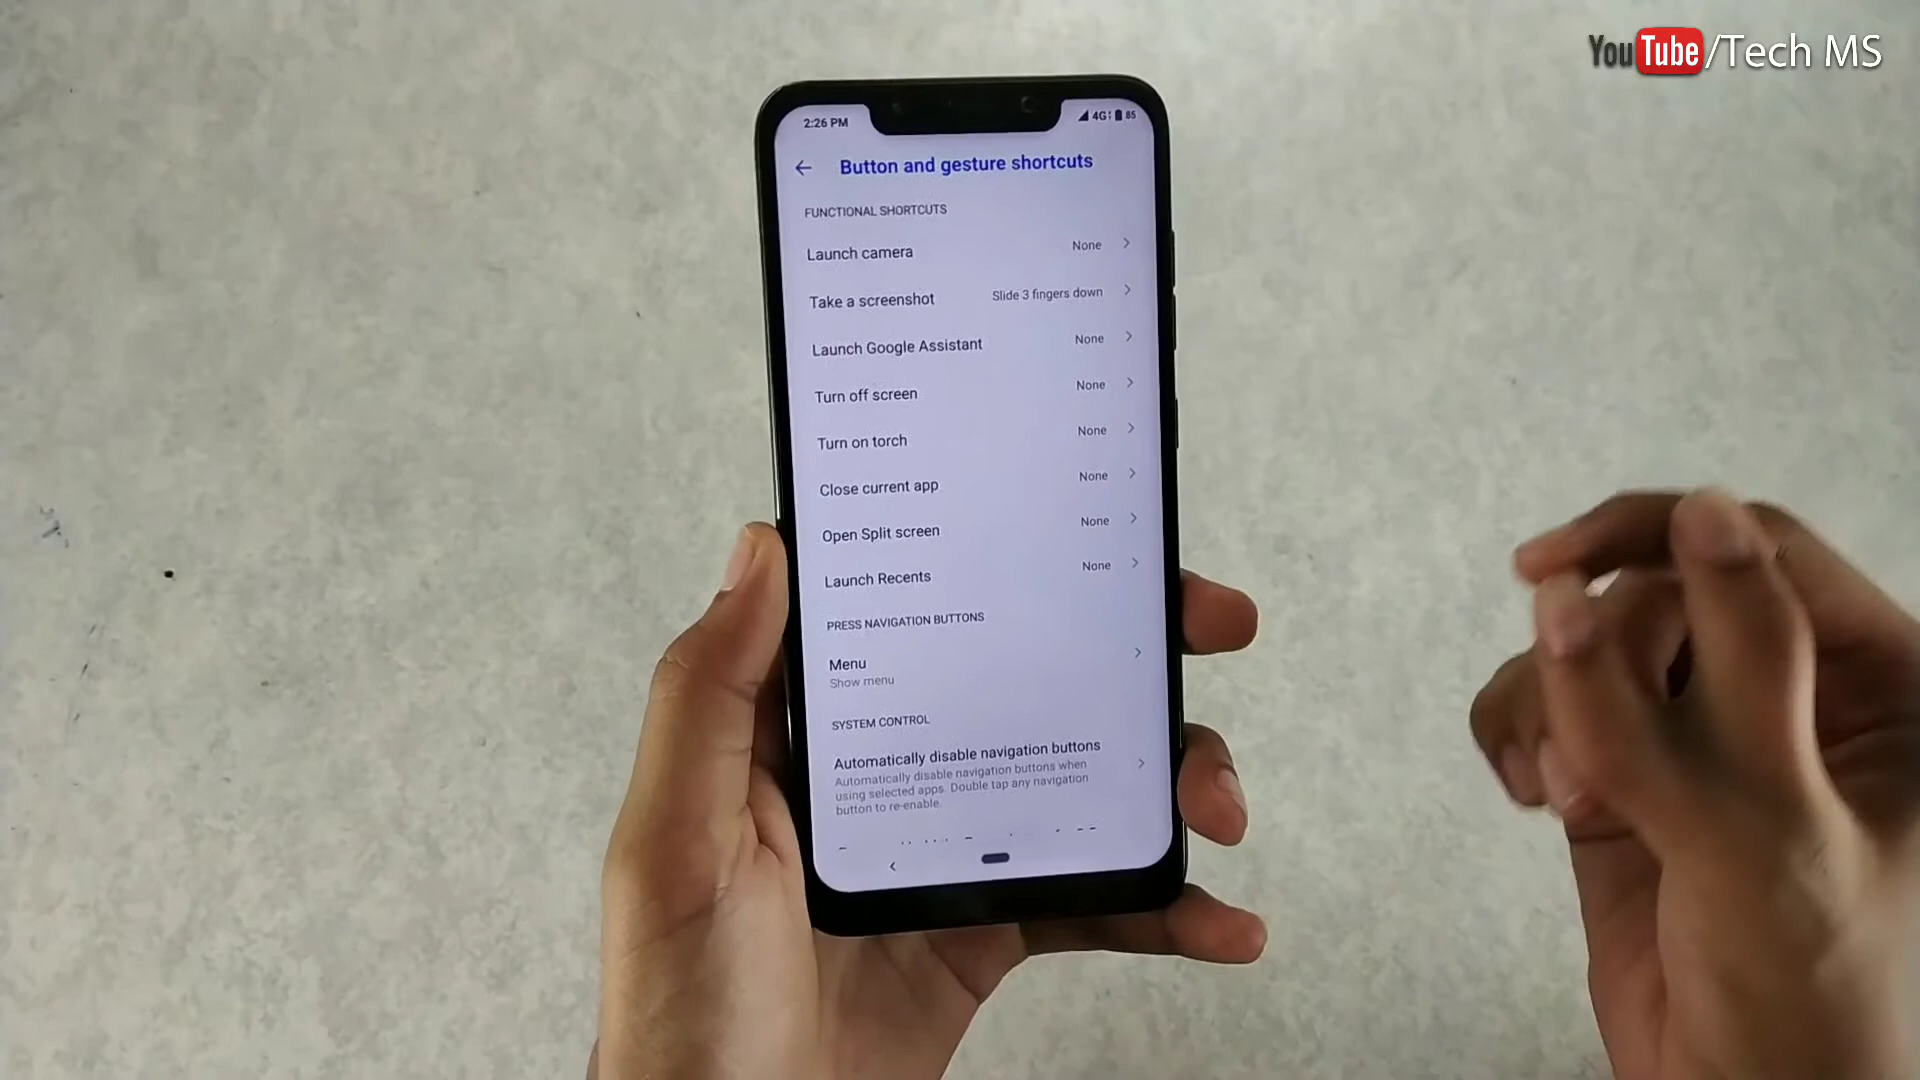 YouTube/Tech MS
2:26 PM
4G 85
Button and gesture shortcuts
FUNCTIONAL SHORTCUTS
Launch camera None
Take a screenshot Slide 3 fingers down
Launch Google Assistant None
Turn off screen None
Turn on torch None
Close current app None
Open Split screen None
Launch Recents None
PRESS NAVIGATION BUTTONS
Menu
Show menu
SYSTEM CONTROL
Automatically disable navigation buttons
Automatically disable navigation buttons when
using selected apps. Double tap any navigation
button to re-enable.